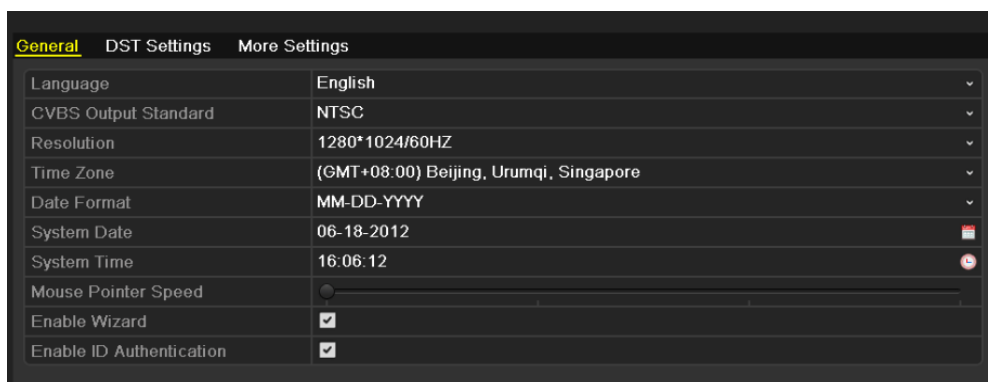 General DST Settings More Settings
Language English
CVBS Output Standard NTSC
Resolution 1280*1024/60HZ
Time Zone (GMT+08:00) Beijing, Urumqi, Singapore
Date Format MM-DD-YYYY
System Date 06-18-2012
System Time 16:06:12
Mouse Pointer Speed
Enable Wizard
Enable ID Authentication